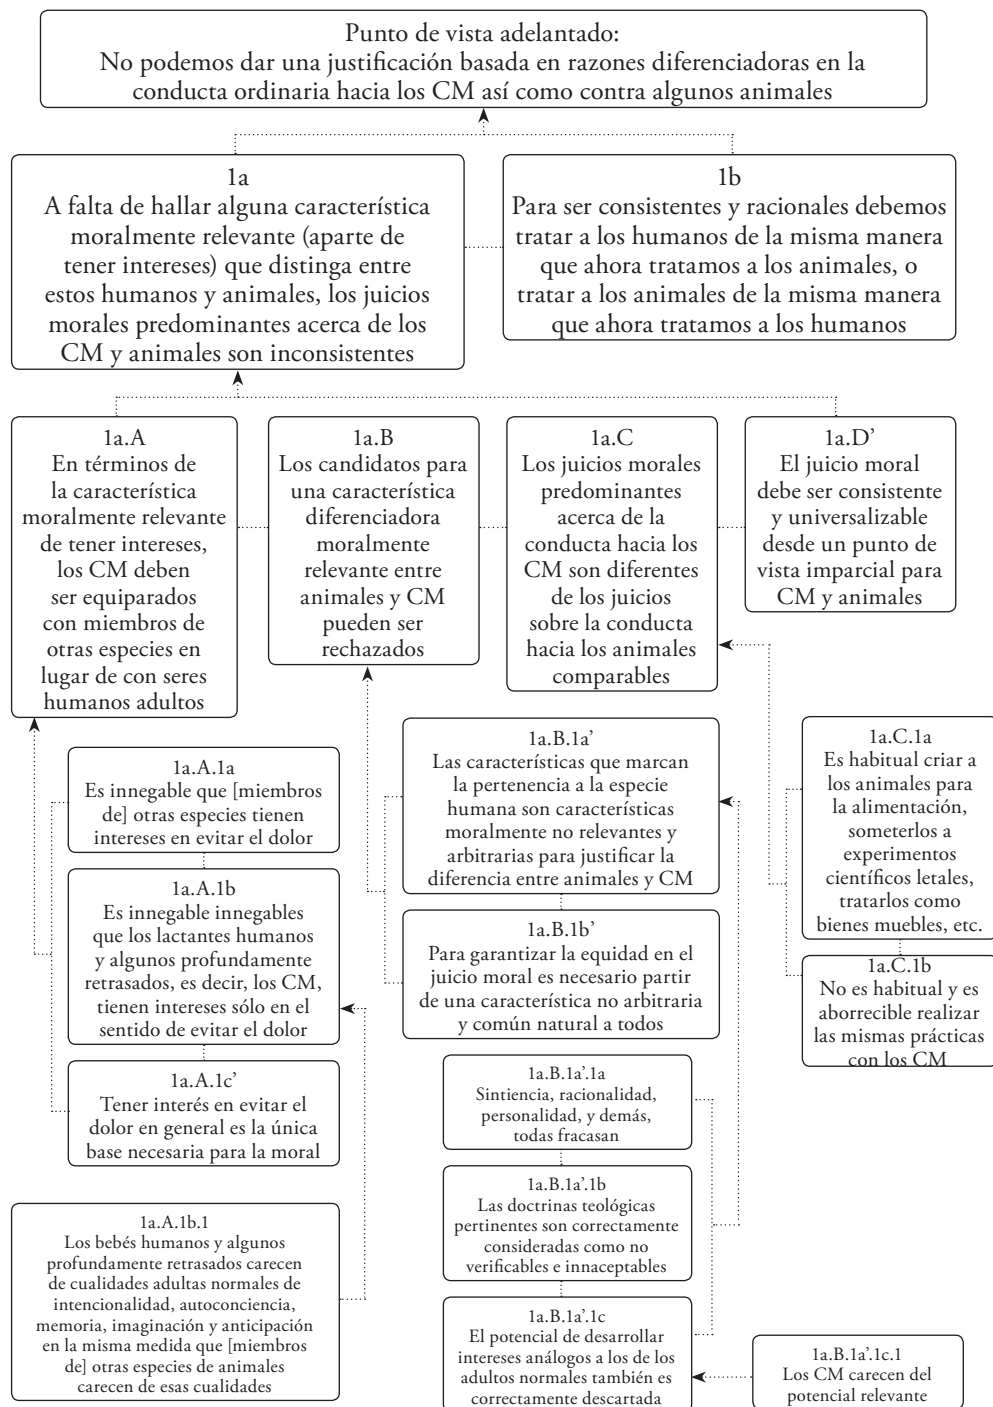 Punto de vista adelantado:
No podemos dar una justificación basada en razones diferenciadoras en la
conducta ordinaria hacia los CM así como contra algunos animales
1a
A falta de hallar alguna característica
moralmente relevante (aparte de
tener intereses) que distinga entre
estos humanos y animales, los juicios
morales predominantes acerca de los
CM y animales son inconsistentes
1b
Para ser consistentes y racionales debemos
tratar a los humanos de la misma manera
que ahora tratamos a los animales, o
tratar a los animales de la misma manera
que ahora tratamos a los humanos
1a.A
En términos de
la característica
moralmente relevante
de tener intereses,
los CM deben
ser equiparados
con miembros de
otras especies en
lugar de con seres
humanos adultos
1a.B
Los candidatos para
una característica
diferenciadora
moralmente
relevante entre
animales y CM
pueden ser
rechazados
1a.C
Los juicios morales
predominantes
acerca de la
conducta hacia los
CM son diferentes
de los juicios
sobre la conducta
hacia los animales
comparables
1a.D’
El juicio moral
debe ser consistente
y universalizable
desde un punto de
vista imparcial para
CM y animales
1a.A.1a
Es innegable que [miembros
de] otras especies tienen
intereses en evitar el dolor
1a.A.1b
Es innegable innegables
que los lactantes humanos
y algunos profundamente
retrasados, es decir, los CM,
tienen intereses sólo en el
sentido de evitar el dolor
1a.A.1c’
Tener interés en evitar el
dolor en general es la única
base necesaria para la moral
1a.A.1b.1
Los bebés humanos y algunos
profundamente retrasados carecen
de cualidades adultas normales de
intencionalidad, autoconciencia,
memoria, imaginación y anticipación
en la misma medida que [miembros
de] otras especies de animales
carecen de esas cualidades
1a.B.1a’
Las características que marcan
la pertenencia a la especie
humana son características
moralmente no relevantes y
arbitrarias para justificar la
diferencia entre animales y CM
1a.B.1b’
Para garantizar la equidad en el
juicio moral es necesario partir
de una característica no arbitraria
y común natural a todos
1a.B.1a’.1a
Sintiencia, racionalidad,
personalidad, y demás,
todas fracasan
1a.B.1a’.1b
Las doctrinas teológicas
pertinentes son correctamente
consideradas como no
verificables e innaceptables
1a.B.1a’.1c
El potencial de desarrollar
intereses análogos a los de los
adultos normales también es
correctamente descartada
1a.B.1a’.1c.1
Los CM carecen del
potencial relevante
1a.C.1a
Es habitual criar a
los animales para
la alimentación,
someterlos a
experimentos
científicos letales,
tratarlos como
bienes muebles, etc.
1a.C.1b
No es habitual y es
aborrecible realizar
las mismas prácticas
con los CM